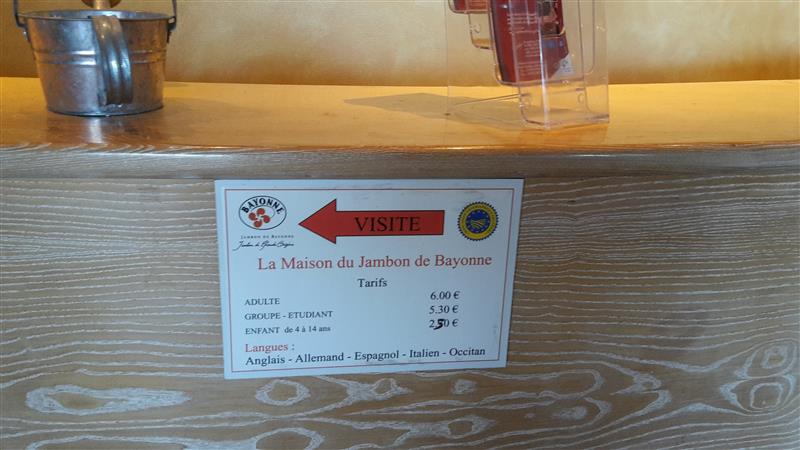 BAYONNE
JAMBON DE BAYONNE
VISITE
La Maison du Jambon de Bayonne
Tarifs
ADULTE 6.00 €
GROUPE - ETUDIANT 5.30 €
ENFANT de 4 à 14 ans 2.50 €
Langues :
Anglais - Allemand - Espagnol - Italien - Occitan